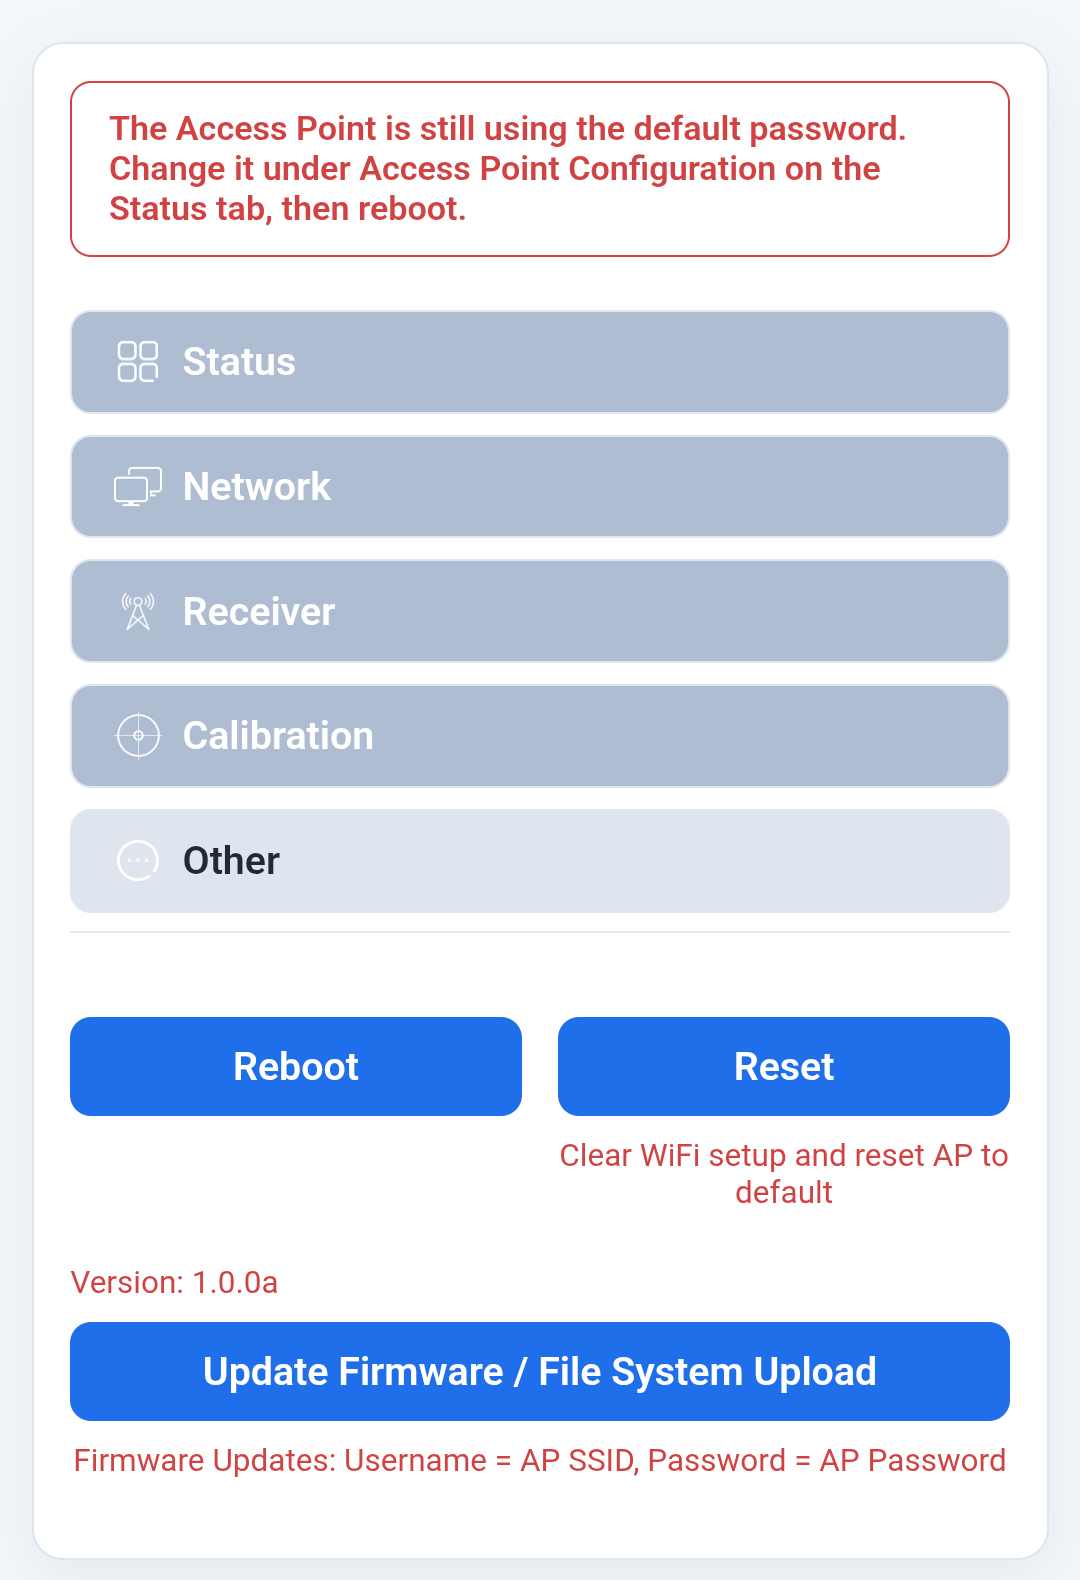 The Access Point is still using the default password.
Change it under Access Point Configuration on the
Status tab, then reboot.
Status
Network
Receiver
Calibration
Other
Reboot
Reset
Clear WiFi setup and reset AP to
default
Version: 1.0.0a
Update Firmware / File System Upload
Firmware Updates: Username = AP SSID, Password = AP Password